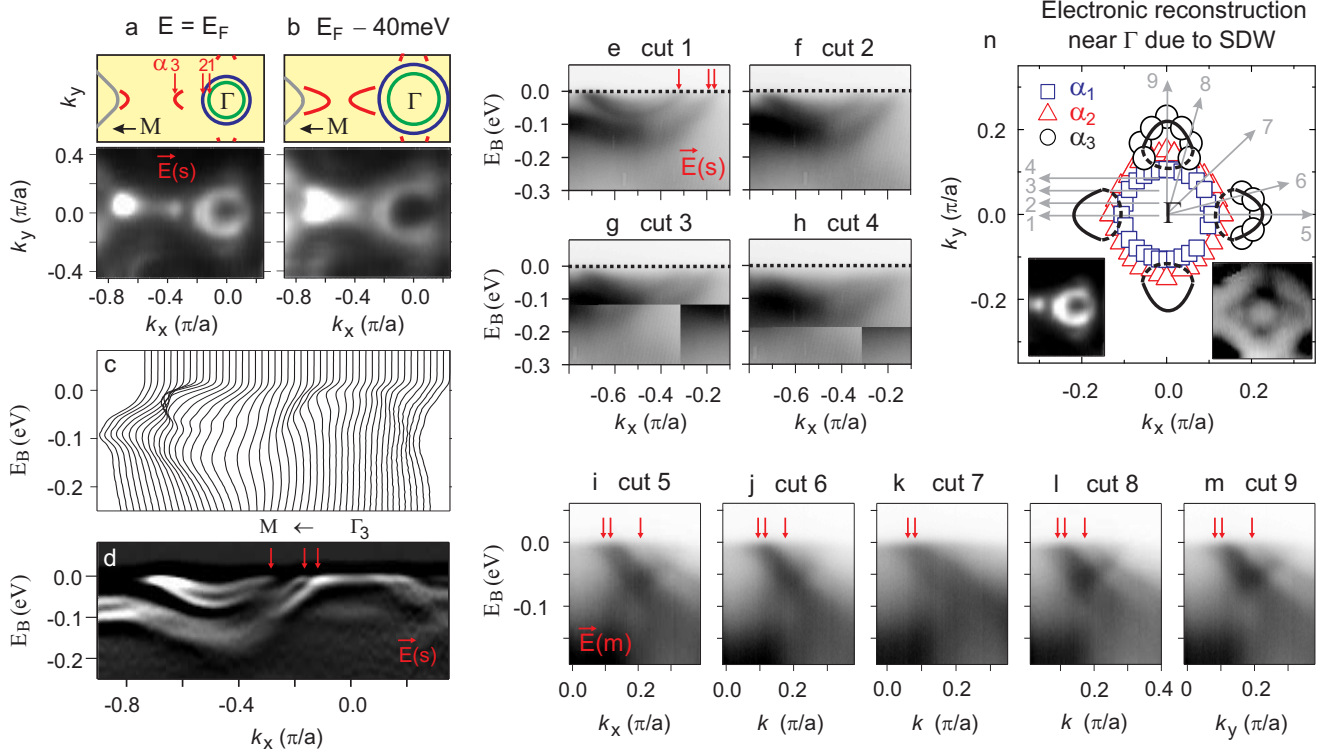 a E = E_F
b E_F − 40meV
k_y
α 3 21
Γ
M
Γ
M
E(s)
k_y (π/a)
0.4
0.0
-0.4
-0.8 -0.4 0.0
k_x (π/a)
-0.8 -0.4 0.0
k_x (π/a)
c
E_B (eV)
0.0
-0.1
-0.2
M ← Γ₃
d
E_B (eV)
0.0
-0.1
-0.2
E(s)
-0.8 -0.4 0.0
k_x (π/a)
e cut 1
f cut 2
E_B (eV)
0.0
-0.1
-0.2
-0.3
E(s)
g cut 3
h cut 4
E_B (eV)
0.0
-0.1
-0.2
-0.3
-0.6 -0.4 -0.2
k_x (π/a)
-0.6 -0.4 -0.2
k_x (π/a)
Electronic reconstruction
near Γ due to SDW
n
α₁
α₂
α₃
9
8
7
6
5
4
3
2
1
Γ
k_y (π/a)
0.2
0.0
-0.2
-0.2 0.0 0.2
k_x (π/a)
i cut 5
j cut 6
k cut 7
l cut 8
m cut 9
E_B (eV)
0.0
-0.1
E(m)
0.0 0.2
k_x (π/a)
0.0 0.2
k (π/a)
0.0 0.2
k (π/a)
0.2 0.4
k (π/a)
0 0.2
k_y (π/a)